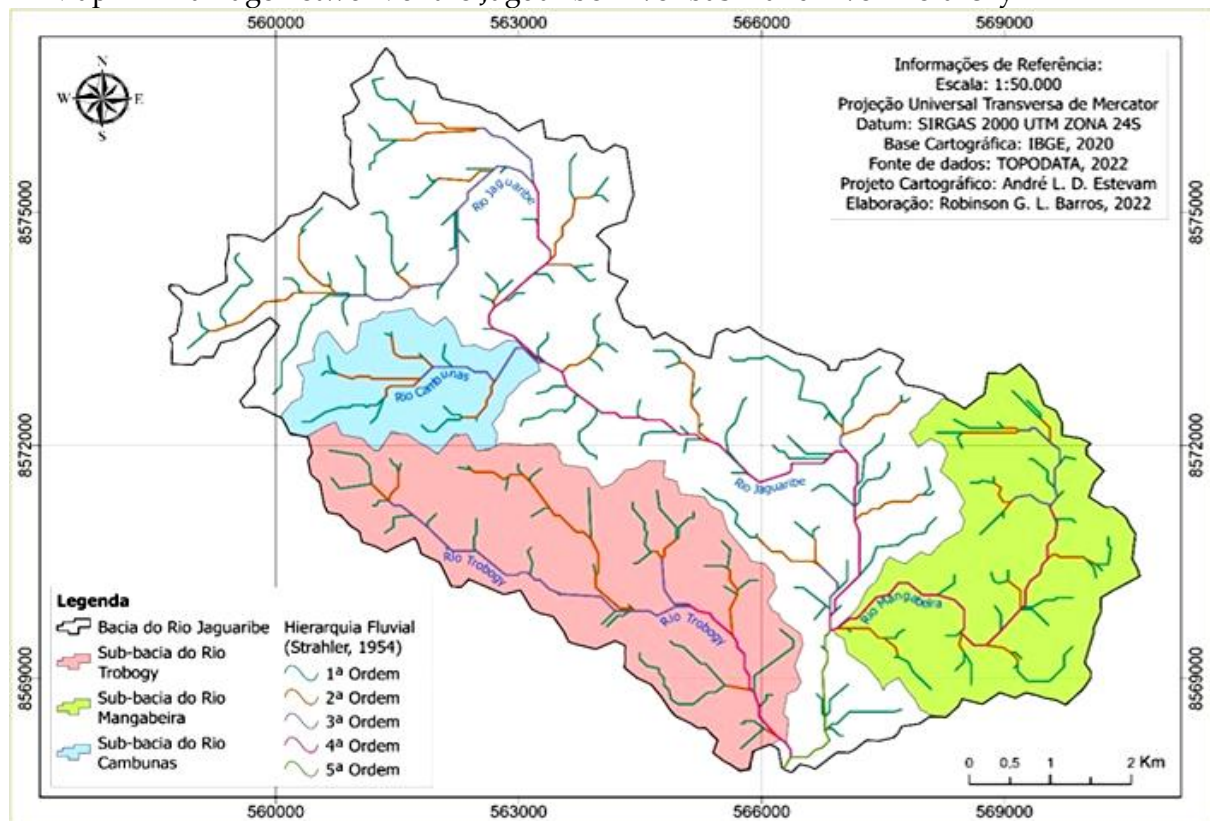 560000
563000
566000
569000
N
W
E
S
Informações de Referência:
Escala: 1:50.000
Projeção Universal Transversa de Mercator
Datum: SIRGAS 2000 UTM ZONA 24S
Base Cartográfica: IBGE, 2020
Fonte de dados: TOPODATA, 2022
Projeto Cartográfico: André L. D. Estevam
Elaboração: Robinson G. L. Barros, 2022
8575000
8575000
Rio Jaguaribe
Rio Cambunas
8572000
8572000
Rio Jaguaribe
Rio Trobogy
Rio Mangabeira
Rio Trobogy
8569000
8569000
Legenda
Bacia do Rio Jaguaribe
Sub-bacia do Rio
Trobogy
Sub-bacia do Rio
Mangabeira
Sub-bacia do Rio
Cambunas
Hierarquia Fluvial
(Strahler, 1954)
1ª Ordem
2ª Ordem
3ª Ordem
4ª Ordem
5ª Ordem
0 0,5 1 2 Km
560000
563000
566000
569000